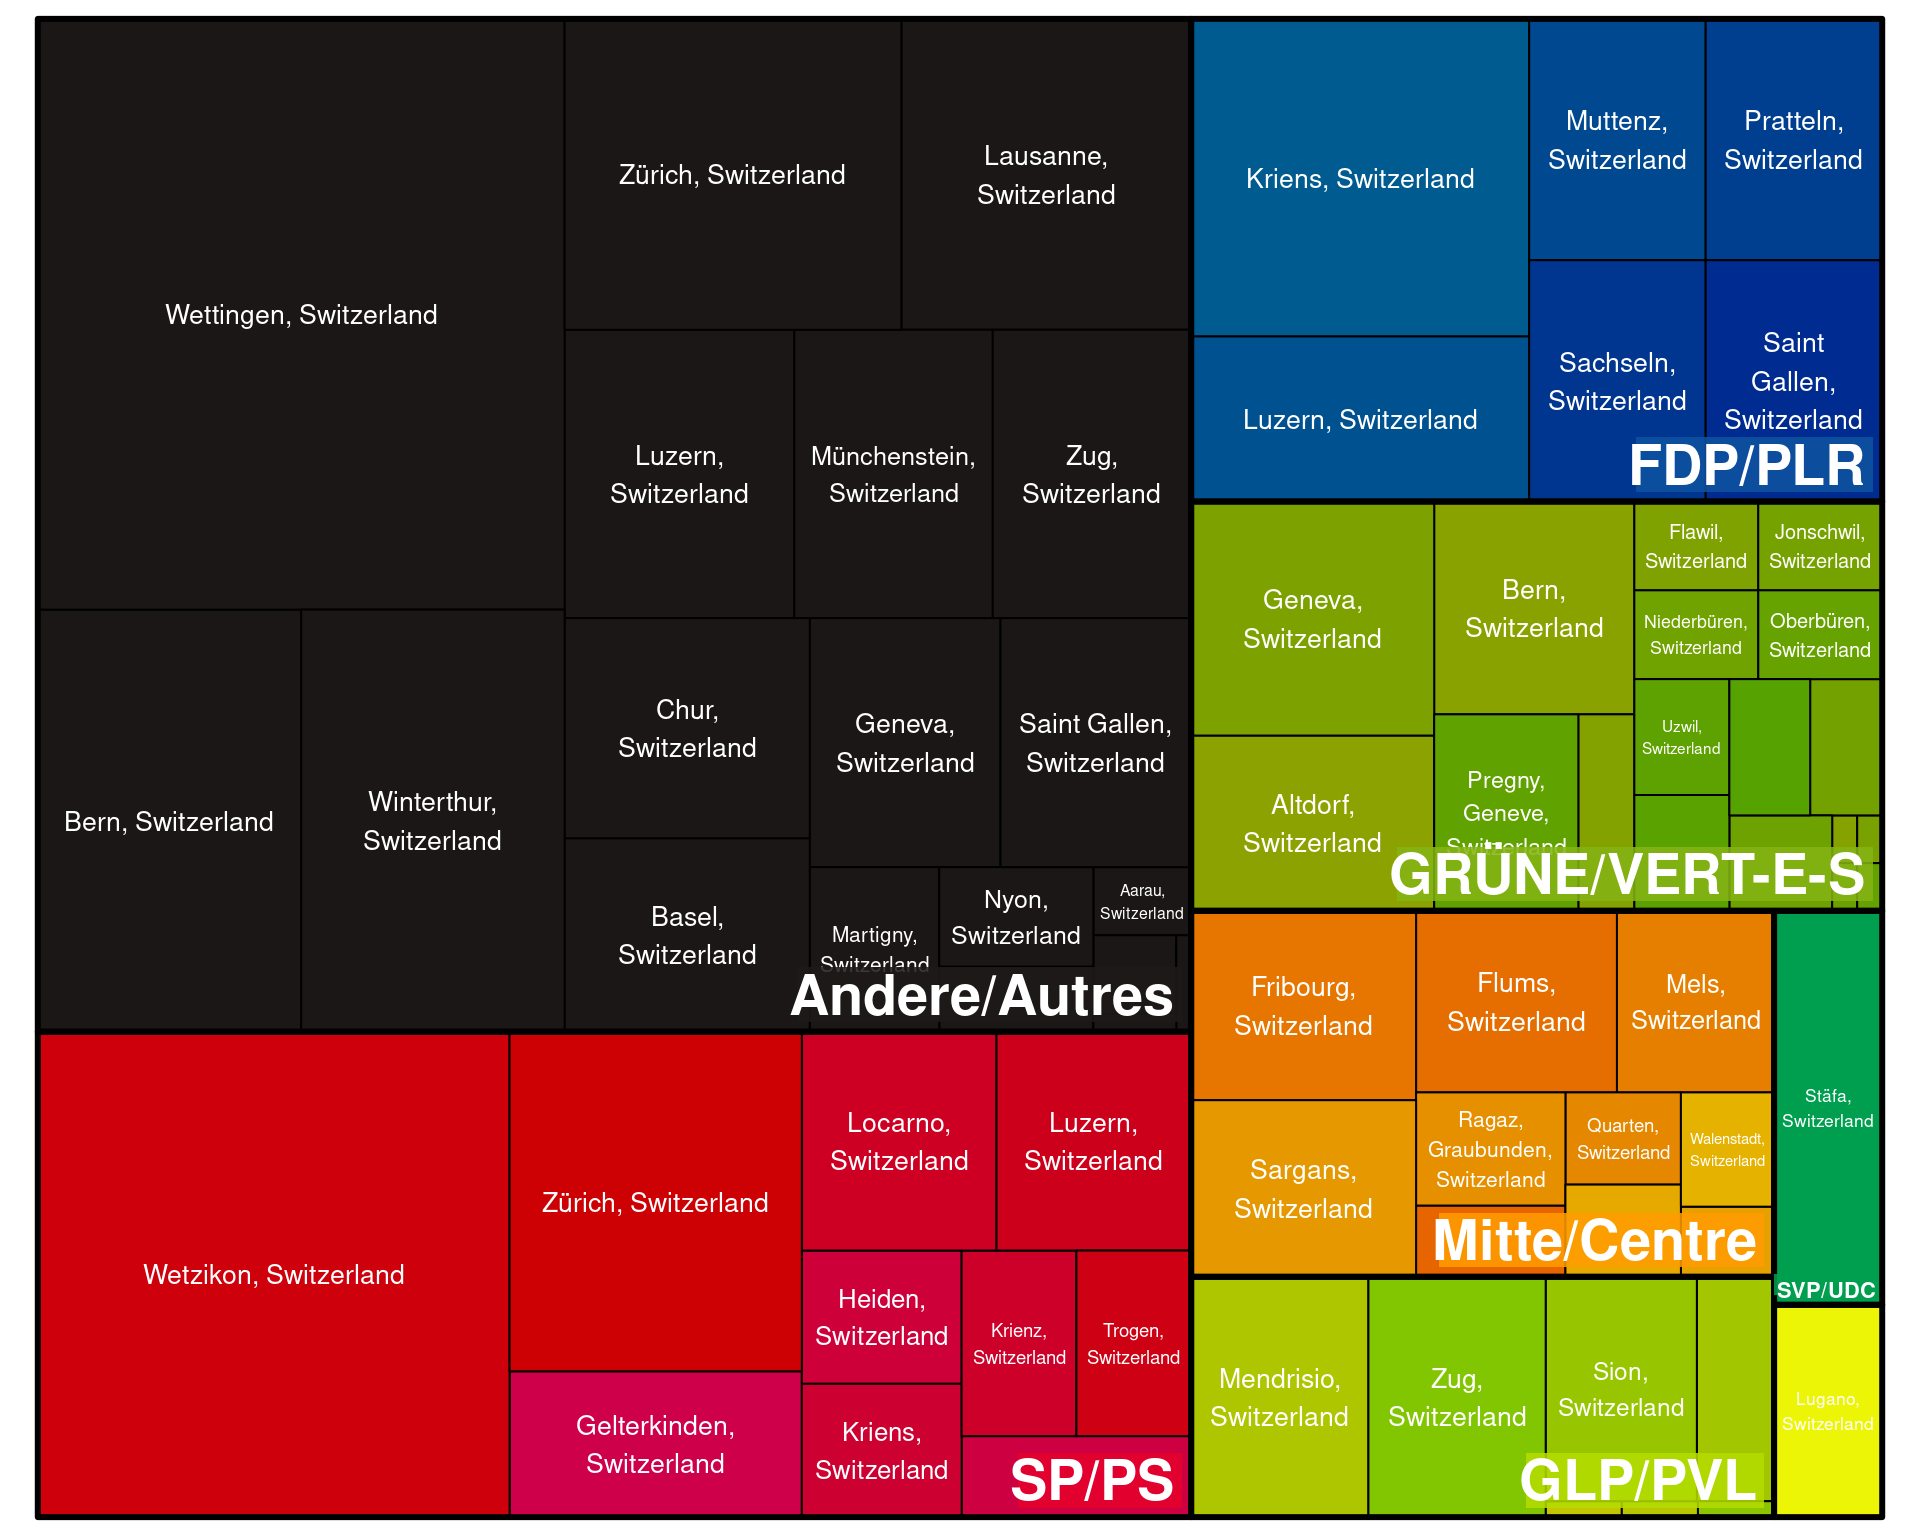 Wettingen, Switzerland
Zürich, Switzerland
Lausanne,
Switzerland
Luzern,
Switzerland
Münchenstein,
Switzerland
Zug,
Switzerland
Bern, Switzerland
Winterthur,
Switzerland
Chur,
Switzerland
Geneva,
Switzerland
Saint Gallen,
Switzerland
Basel,
Switzerland
Martigny,
Switzerland
Nyon,
Switzerland
Aarau,
Switzerland
Andere/Autres
Wetzikon, Switzerland
Zürich, Switzerland
Gelterkinden,
Switzerland
Locarno,
Switzerland
Luzern,
Switzerland
Heiden,
Switzerland
Krienz,
Switzerland
Trogen,
Switzerland
Kriens,
Switzerland
SP/PS
Kriens, Switzerland
Luzern, Switzerland
Muttenz,
Switzerland
Pratteln,
Switzerland
Sachseln,
Switzerland
Saint
Gallen,
Switzerland
FDP/PLR
Geneva,
Switzerland
Altdorf,
Switzerland
Bern,
Switzerland
Pregny,
Geneve,
Switzerland
Flawil,
Switzerland
Jonschwil,
Switzerland
Niederbüren,
Switzerland
Oberbüren,
Switzerland
Uzwil,
Switzerland
GRÜNE/VERT-E-S
Fribourg,
Switzerland
Sargans,
Switzerland
Flums,
Switzerland
Mels,
Switzerland
Ragaz,
Graubunden,
Switzerland
Quarten,
Switzerland
Walenstadt,
Switzerland
Mitte/Centre
Stäfa,
Switzerland
SVP/UDC
Mendrisio,
Switzerland
Zug,
Switzerland
Sion,
Switzerland
GLP/PVL
Lugano,
Switzerland